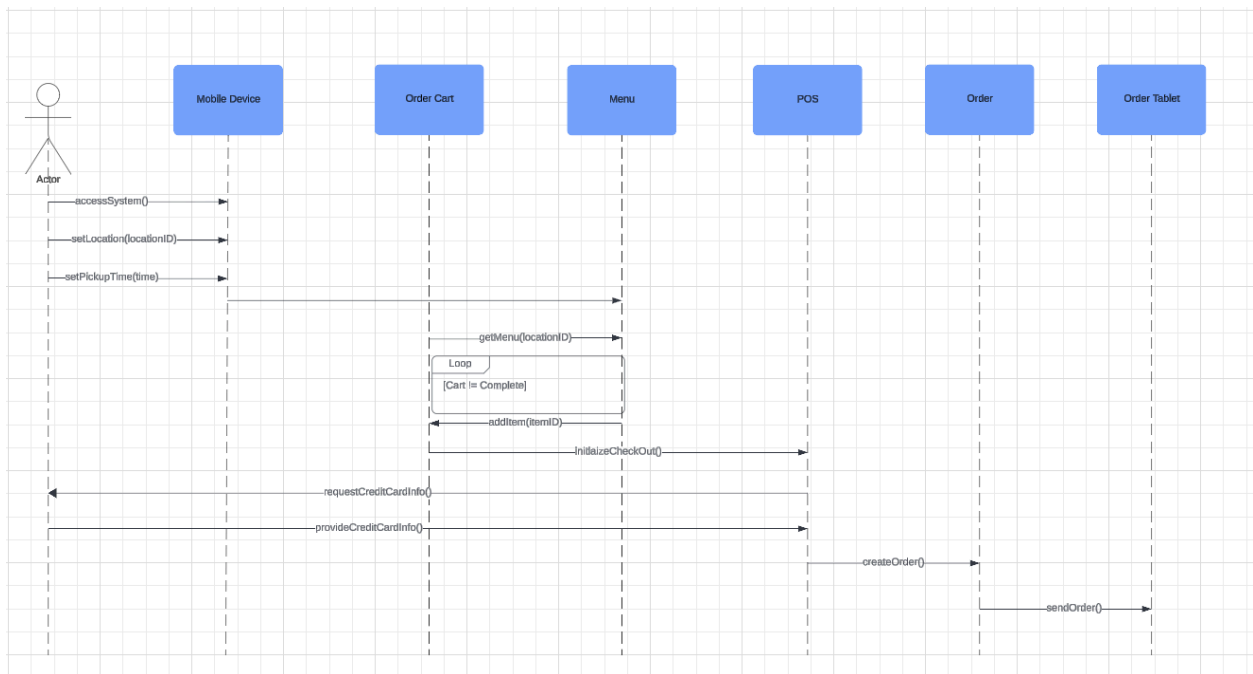 Mobile Device
Order Cart
Menu
POS
Order
Order Tablet
Actor
accessSystem()
setLocation(locationID)
setPickupTime(time)
getMenu(locationID)
Loop
[Cart != Complete]
addItem(itemID)
initlaizeCheckOut()
requestCreditCardInfo()
provideCreditCardInfo()
createOrder()
sendOrder()